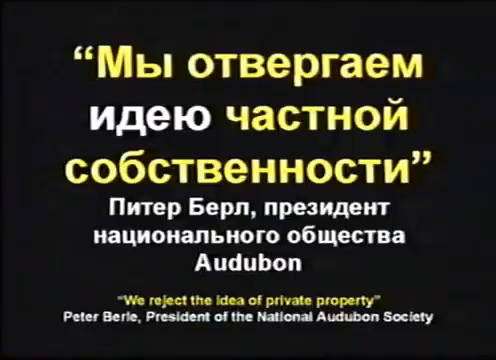 “Мы отвергаем
идею частной
собственности”
Питер Берл, президент
национального общества
Audubon
“We reject the idea of private property”
Peter Berle, President of the National Audubon Society